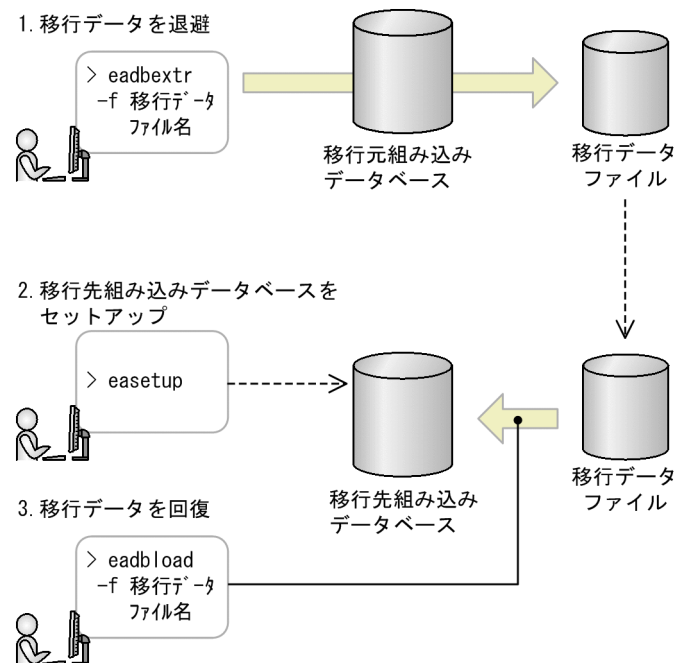 1. 移行データを退避
> eadbextr
-f 移行ﾃﾞｰﾀ
ﾌｧｲﾙ名
移行元組み込み
データベース
移行データ
ファイル
2. 移行先組み込みデータベースを
セットアップ
> easetup
移行先組み込み
データベース
移行データ
ファイル
3. 移行データを回復
> eadbload
-f 移行ﾃﾞｰﾀ
ﾌｧｲﾙ名